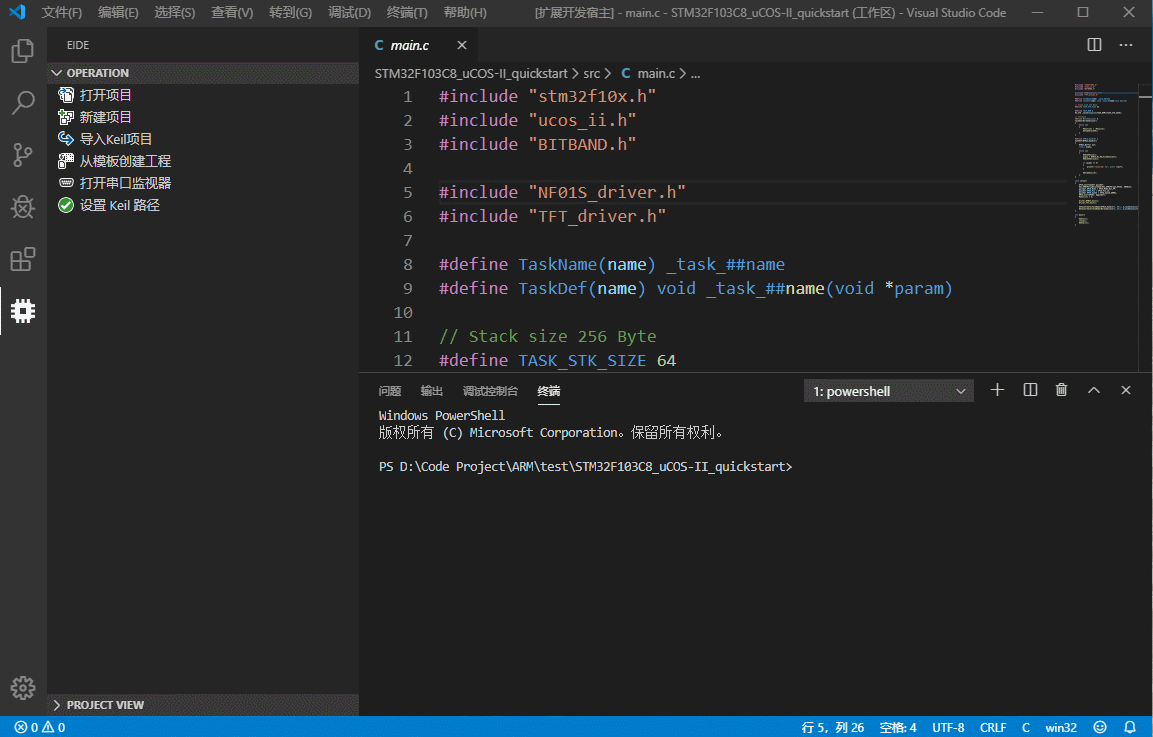 文件(F) 编辑(E) 选择(S) 查看(V) 转到(G) 调试(D) 终端(T) 帮助(H) [扩展开发宿主] - main.c - STM32F103C8_uCOS-II_quickstart (工作区) - Visual Studio Code
EIDE
OPERATION
打开项目
新建项目
导入Keil项目
从模板创建工程
打开串口监视器
设置 Keil 路径
PROJECT VIEW
C main.c
STM32F103C8_uCOS-II_quickstart > src > C main.c > ...
1 #include "stm32f10x.h"
2 #include "ucos_ii.h"
3 #include "BITBAND.h"
4
5 #include "NF01S_driver.h"
6 #include "TFT_driver.h"
7
8 #define TaskName(name) _task_##name
9 #define TaskDef(name) void _task_##name(void *param)
10
11 // Stack size 256 Byte
12 #define TASK_STK_SIZE 64
问题 输出 调试控制台 终端 1: powershell
Windows PowerShell
版权所有 (C) Microsoft Corporation。保留所有权利。
PS D:\Code Project\ARM\test\STM32F103C8_uCOS-II_quickstart>
0 0 行 5，列 26 空格: 4 UTF-8 CRLF C win32